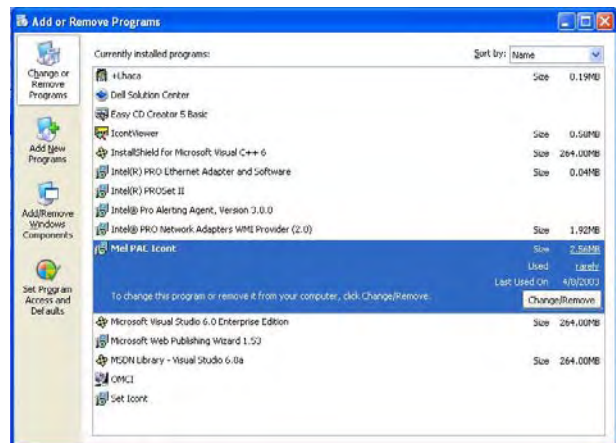 Add or Remove Programs
Change or
Remove
Programs
Add New
Programs
Add/Remove
Windows
Components
Set Program
Access and
Defaults
Currently installed programs:
Sort by: Name
+Lhaca Size 0.19MB
Dell Solution Center
Easy CD Creator 5 Basic
IcontViewer Size 0.50MB
InstallShield for Microsoft Visual C++ 6 Size 264.00MB
Intel(R) PRO Ethernet Adapter and Software Size 0.04MB
Intel(R) PROSet II
Intel® Pro Alerting Agent, Version 3.0.0
Intel® PRO Network Adapters WMI Provider (2.0) Size 1.92MB
Mel PAC Icont Size 2.56MB
Used rarely
Last Used On 4/8/2003
To change this program or remove it from your computer, click Change/Remove.
Change/Remove
Microsoft Visual Studio 6.0 Enterprise Edition Size 264.00MB
Microsoft Web Publishing Wizard 1.53
MSDN Library - Visual Studio 6.0a Size 264.00MB
OMCI
Set Icont